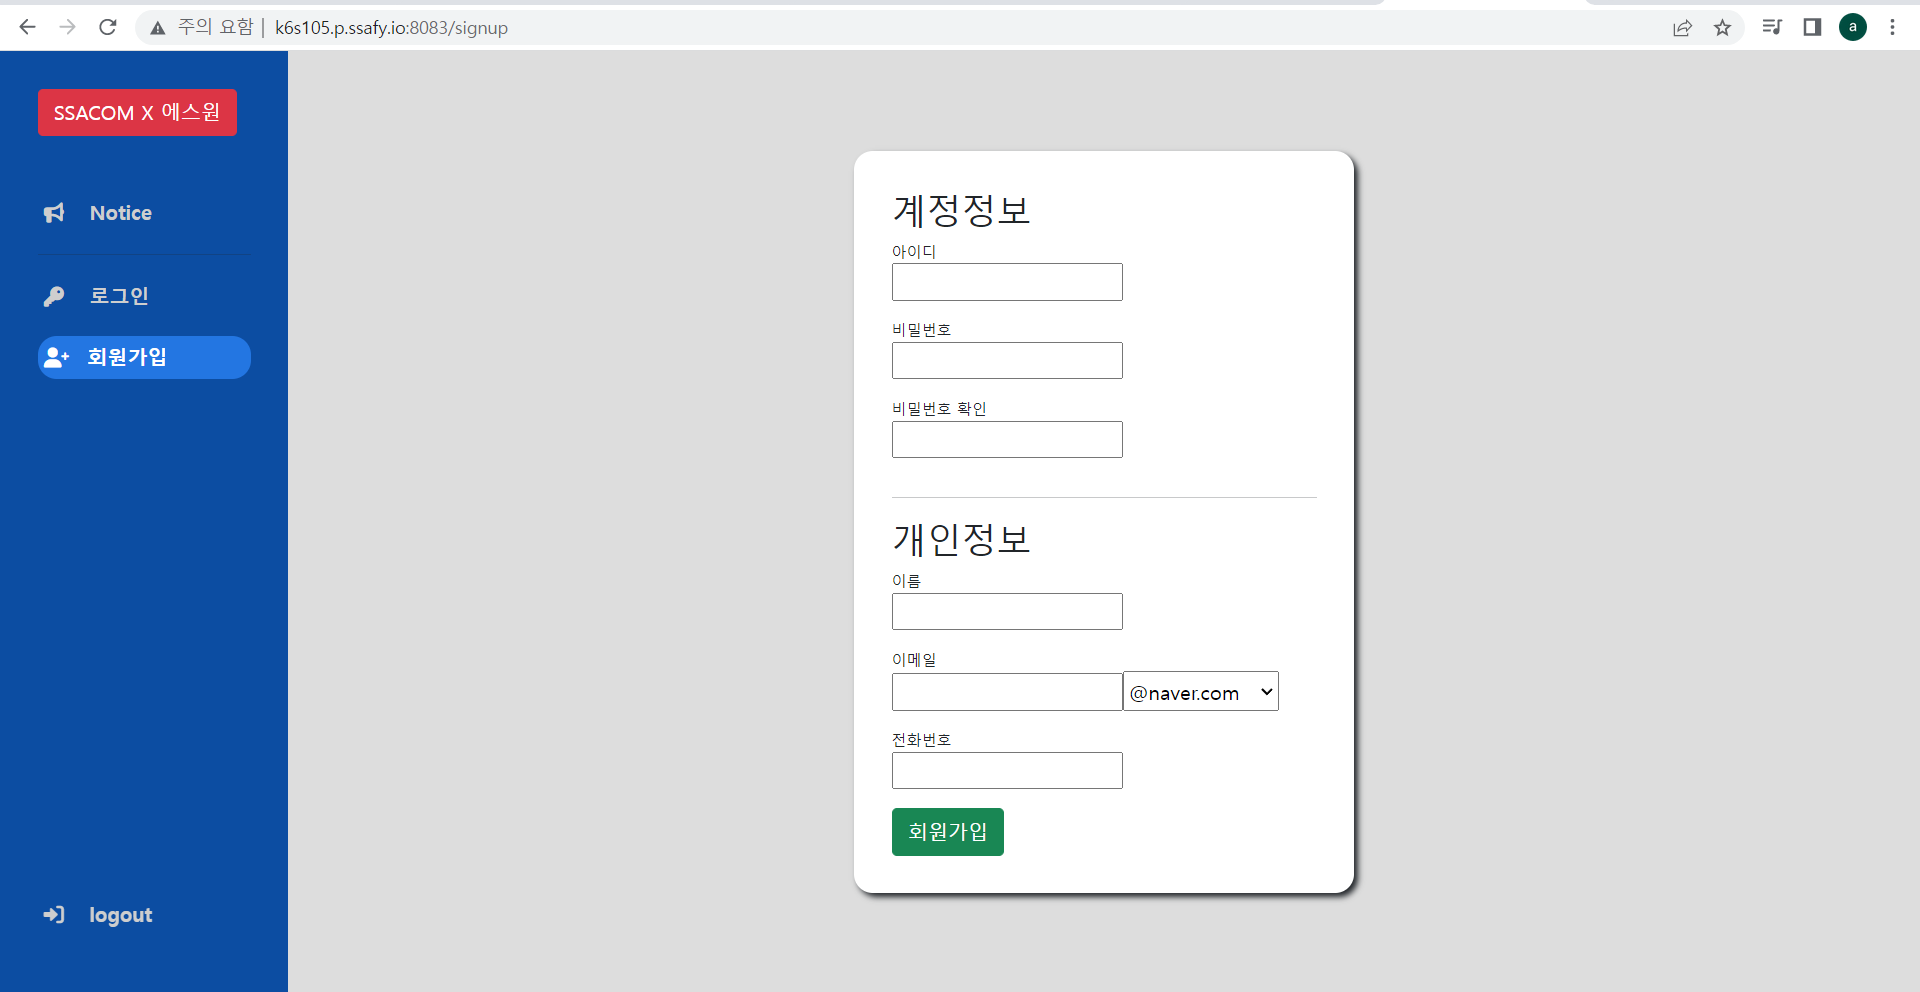 주의 요함 | k6s105.p.ssafy.io:8083/signup
a
SSACOM X 에스원
Notice
로그인
회원가입
logout
계정정보
아이디
비밀번호
비밀번호 확인
개인정보
이름
이메일
@naver.com
전화번호
회원가입